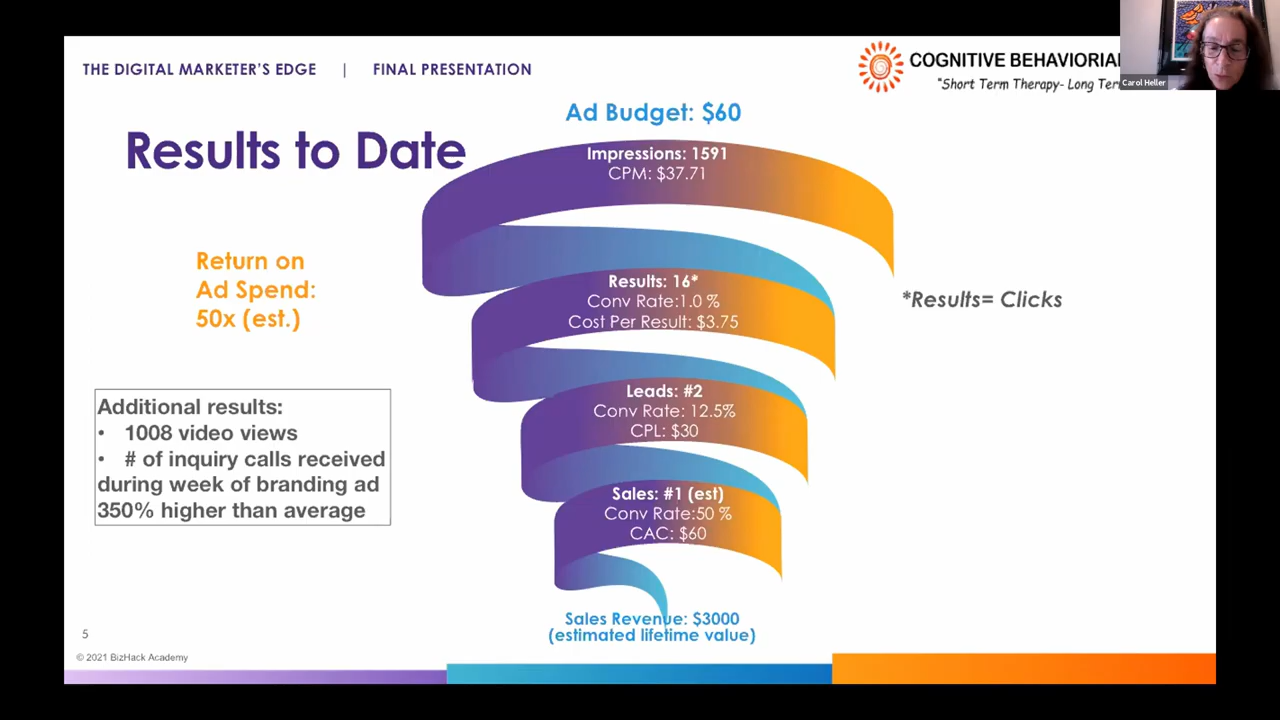 THE DIGITAL MARKETER'S EDGE | FINAL PRESENTATION
COGNITIVE BEHAVIORIAL
"Short Term Therapy- Long
Carol Heller
Ad Budget: $60
Results to Date
Impressions: 1591
CPM: $37.71
Return on
Ad Spend:
50x (est.)
Results: 16*
Conv Rate:1.0 %
Cost Per Result: $3.75
*Results= Clicks
Leads: #2
Conv Rate: 12.5%
CPL: $30
Additional results:
• 1008 video views
• # of inquiry calls received
during week of branding ad
350% higher than average
Sales: #1 (est)
Conv Rate:50 %
CAC: $60
Sales Revenue: $3000
(estimated lifetime value)
5
© 2021 BizHack Academy